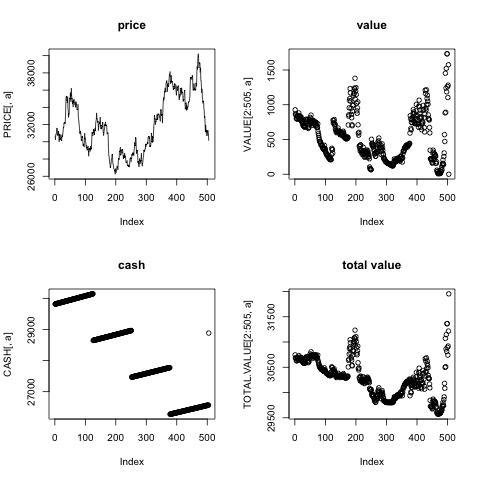 price
PRICE[, a]
26000 32000 38000
0 100 200 300 400 500
Index
value
VALUE[2:505, a]
0 500 1000 1500
0 100 200 300 400 500
Index
cash
CASH[, a]
27000 29000
0 100 200 300 400 500
Index
total value
TOTAL.VALUE[2:505, a]
29500 30500 31500
0 100 200 300 400 500
Index